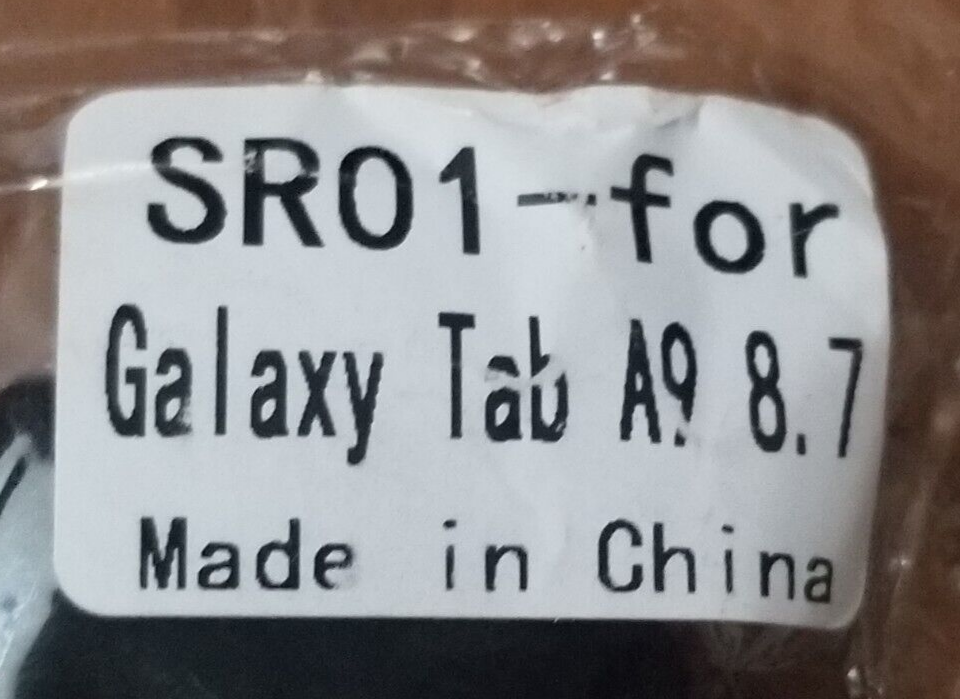 SR01-for
Galaxy Tab A9 8.7
Made in China